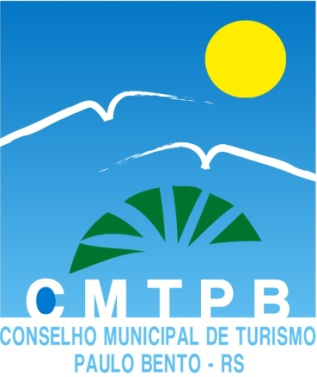 CMTPB
CONSELHO MUNICIPAL DE TURISMO
PAULO BENTO - RS